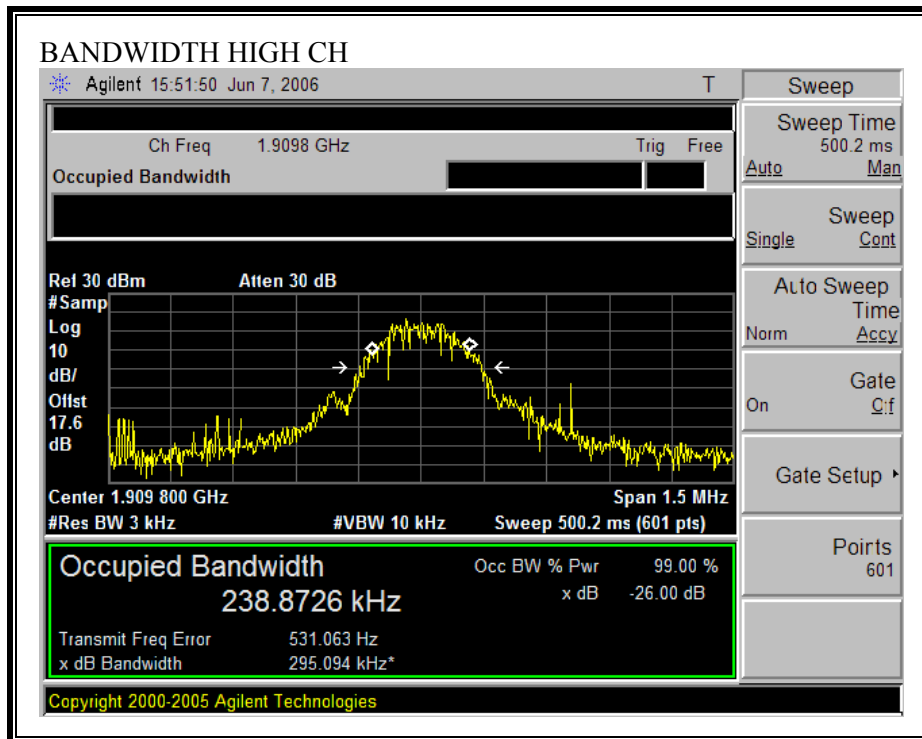 BANDWIDTH HIGH CH
Agilent 15:51:50 Jun 7, 2006 T
Ch Freq 1.9098 GHz Trig Free
Occupied Bandwidth
Ref 30 dBm Atten 30 dB
#Samp
Log
10
dB/
Offst
17.6
dB
Center 1.909 800 GHz Span 1.5 MHz
#Res BW 3 kHz #VBW 10 kHz Sweep 500.2 ms (601 pts)
Occupied Bandwidth
238.8726 kHz
Occ BW % Pwr 99.00 %
x dB -26.00 dB
Transmit Freq Error 531.063 Hz
x dB Bandwidth 295.094 kHz*
Copyright 2000-2005 Agilent Technologies
Sweep
Sweep Time
500.2 ms
Auto Man
Sweep
Single Cont
Auto Sweep
Time
Norm Accy
Gate
On Off
Gate Setup
Points
601